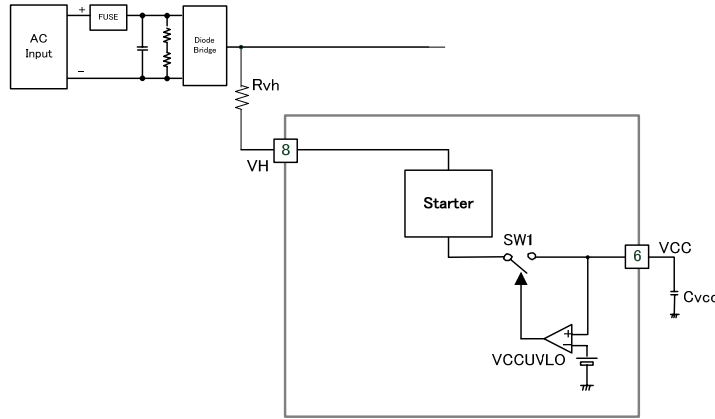 +
FUSE
AC
Input
Diode
Bridge
−
Rvh
8
VH
Starter
SW1
6
VCC
Cvcc
+
−
VCCUVLO